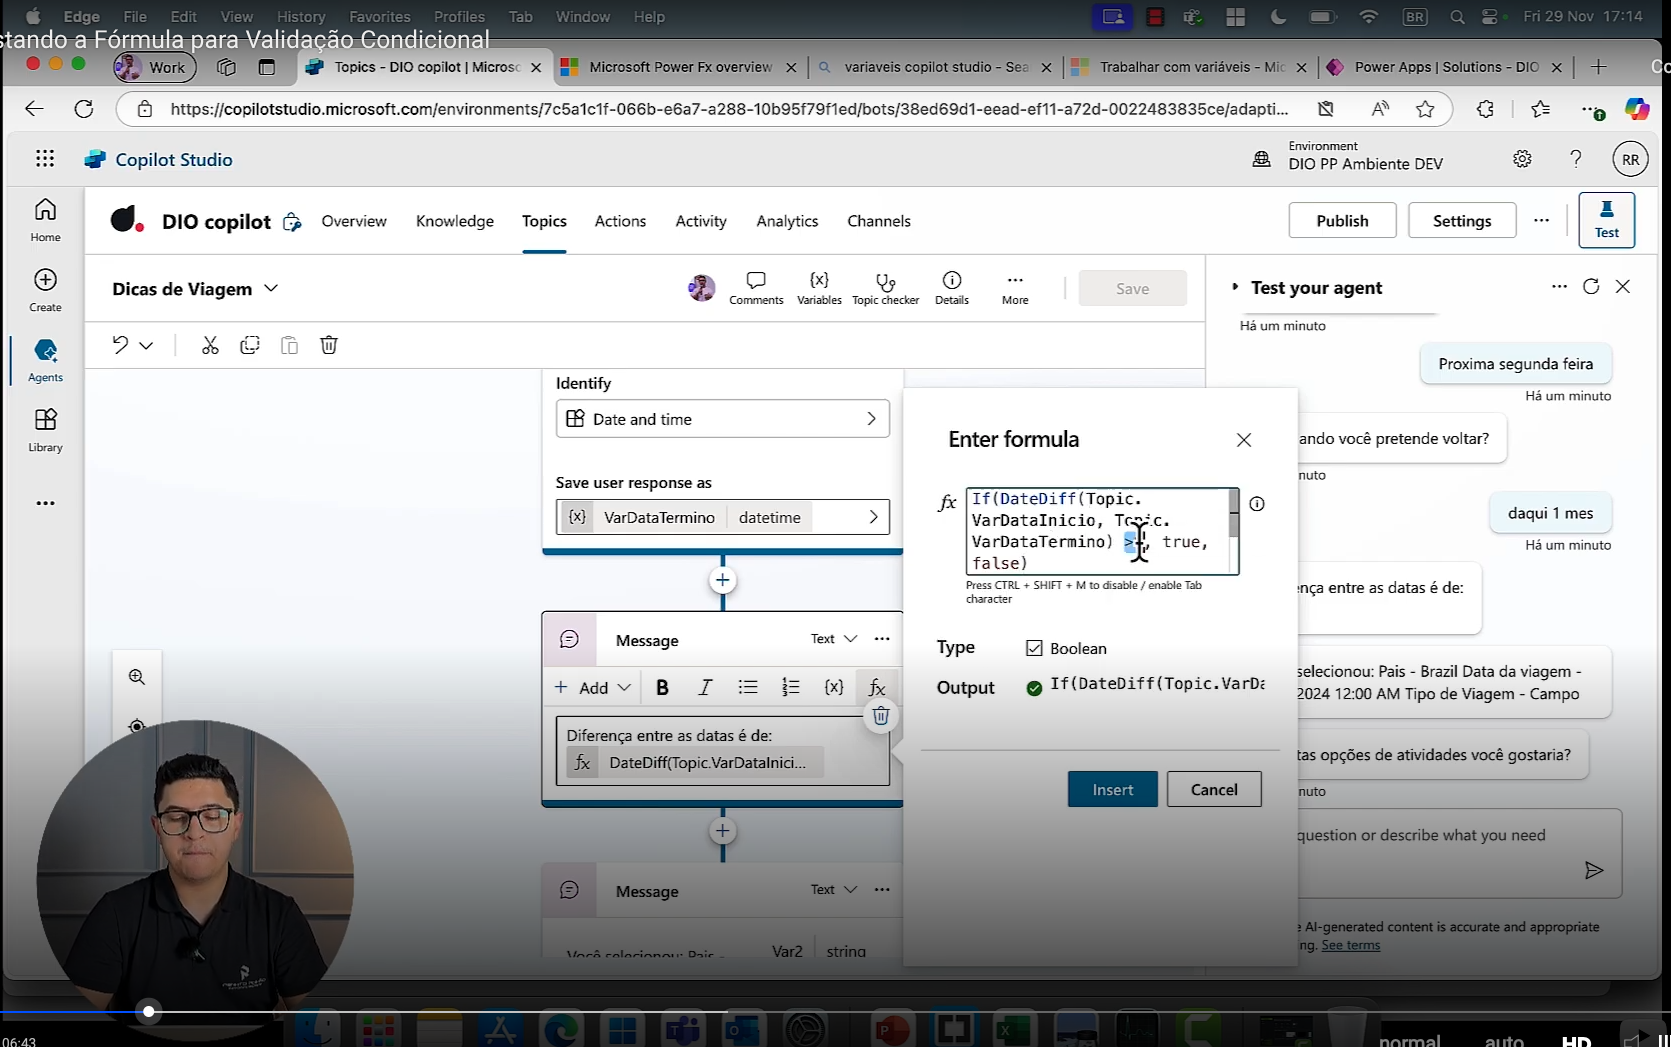 Edge File Edit View History Favorites Profiles Tab Window Help
BR Fri 29 Nov 17:14
stando a Fórmula para Validação Condicional
Work
Topics - DIO copilot | Microsc
Microsoft Power Fx overview
variaveis copilot studio - Sea
Trabalhar com variáveis - Mic
Power Apps | Solutions - DIO
Co
https://copilotstudio.microsoft.com/environments/7c5a1c1f-066b-e6a7-a288-10b95f79f1ed/bots/38ed69d1-eead-ef11-a72d-0022483835ce/adapti...
Copilot Studio
Environment
DIO PP Ambiente DEV
RR
Home
Create
Agents
Library
DIO copilot
Overview Knowledge Topics Actions Activity Analytics Channels
Publish
Settings
Test
Dicas de Viagem
Comments
Variables
Topic checker
Details
More
Save
Identify
Date and time
Save user response as
{x} VarDataTermino datetime
Message
Text
Add B I {x} fx
Diferença entre as datas é de:
fx DateDiff(Topic.VarDataInici...
Message
Text
Você selecionou: Pais - Var2 string
Enter formula
fx
If(DateDiff(Topic.
VarDataInicio, Topic.
VarDataTermino) > , true,
false)
Press CTRL + SHIFT + M to disable / enable Tab
character
Type Boolean
Output If(DateDiff(Topic.VarDa
Insert
Cancel
Test your agent
Há um minuto
Proxima segunda feira
Há um minuto
ando você pretende voltar?
nuto
daqui 1 mes
Há um minuto
ença entre as datas é de:
selecionou: Pais - Brazil Data da viagem -
2024 12:00 AM Tipo de Viagem - Campo
tas opções de atividades você gostaria?
nuto
question or describe what you need
AI-generated content is accurate and appropriate
ng. See terms
06:43
normal
auto
HD